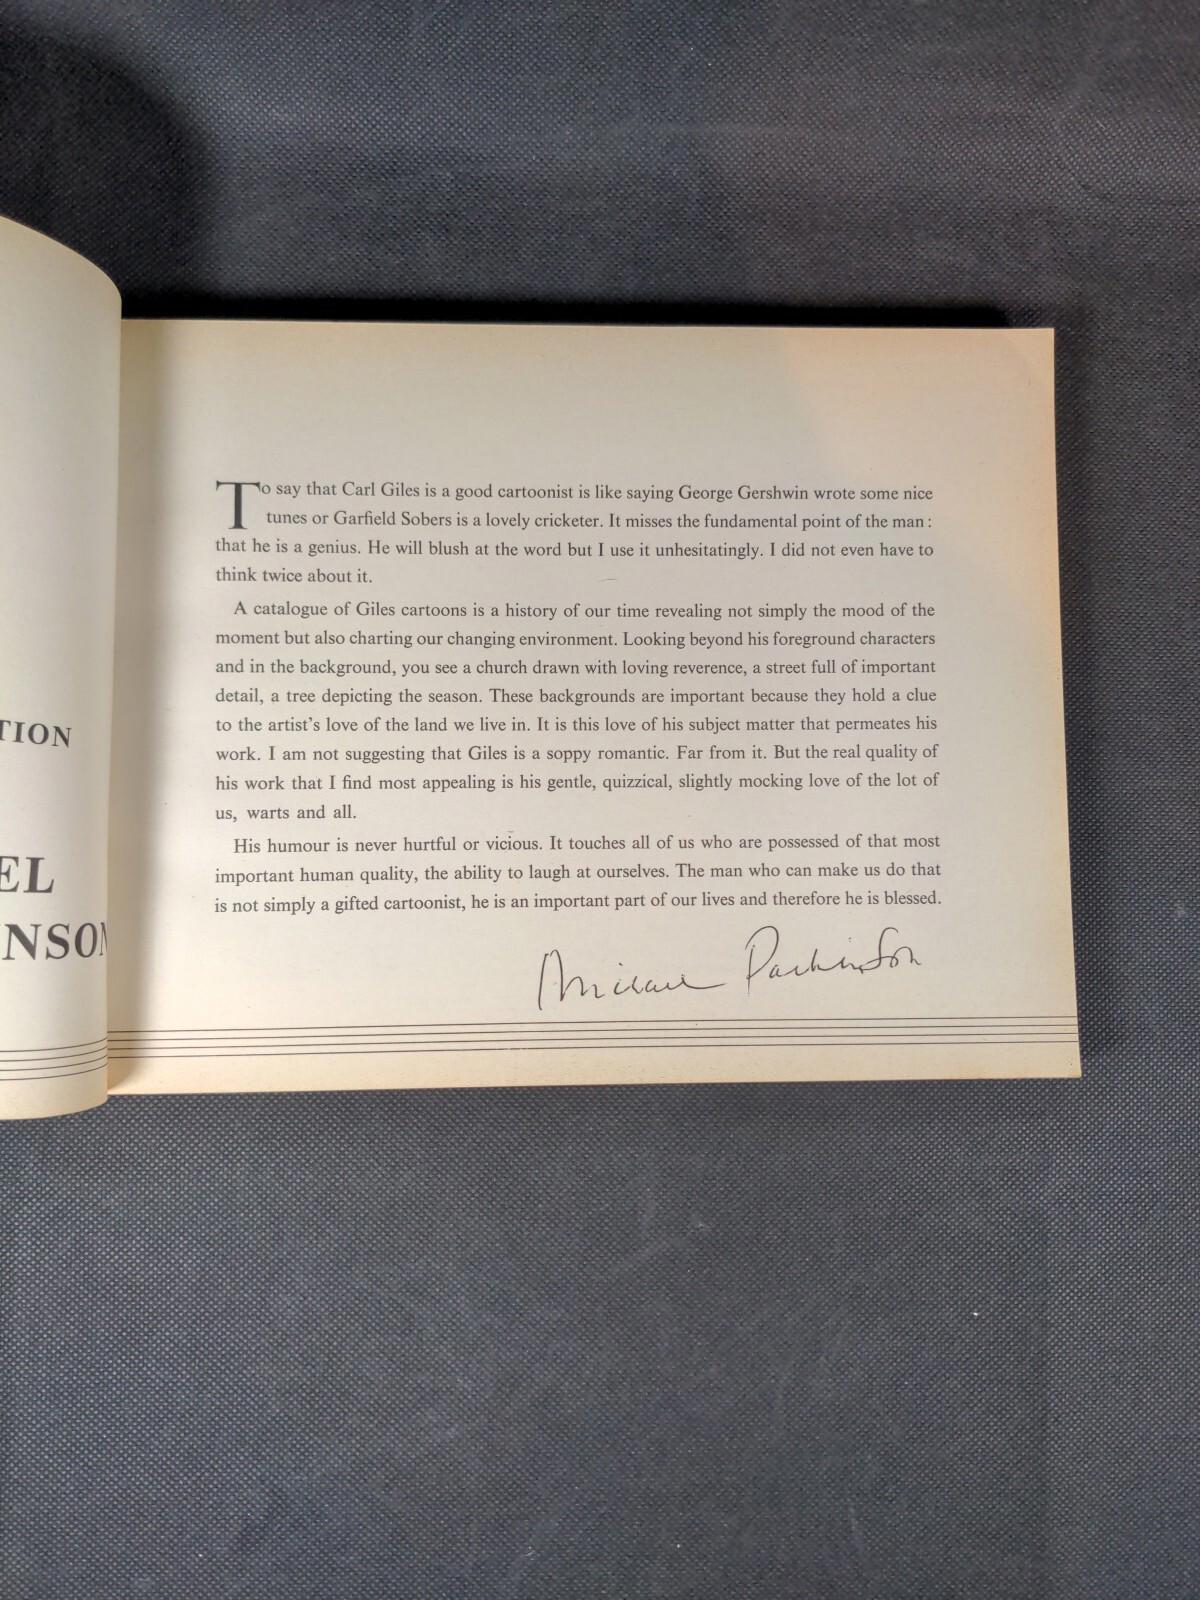 TION
EL
NSON
To say that Carl Giles is a good cartoonist is like saying George Gershwin wrote some nice
tunes or Garfield Sobers is a lovely cricketer. It misses the fundamental point of the man:
that he is a genius. He will blush at the word but I use it unhesitatingly. I did not even have to
think twice about it.
A catalogue of Giles cartoons is a history of our time revealing not simply the mood of the
moment but also charting our changing environment. Looking beyond his foreground characters
and in the background, you see a church drawn with loving reverence, a street full of important
detail, a tree depicting the season. These backgrounds are important because they hold a clue
to the artist's love of the land we live in. It is this love of his subject matter that permeates his
work. I am not suggesting that Giles is a soppy romantic. Far from it. But the real quality of
his work that I find most appealing is his gentle, quizzical, slightly mocking love of the lot of
us, warts and all.
His humour is never hurtful or vicious. It touches all of us who are possessed of that most
important human quality, the ability to laugh at ourselves. The man who can make us do that
is not simply a gifted cartoonist, he is an important part of our lives and therefore he is blessed.
Michael Parkinson